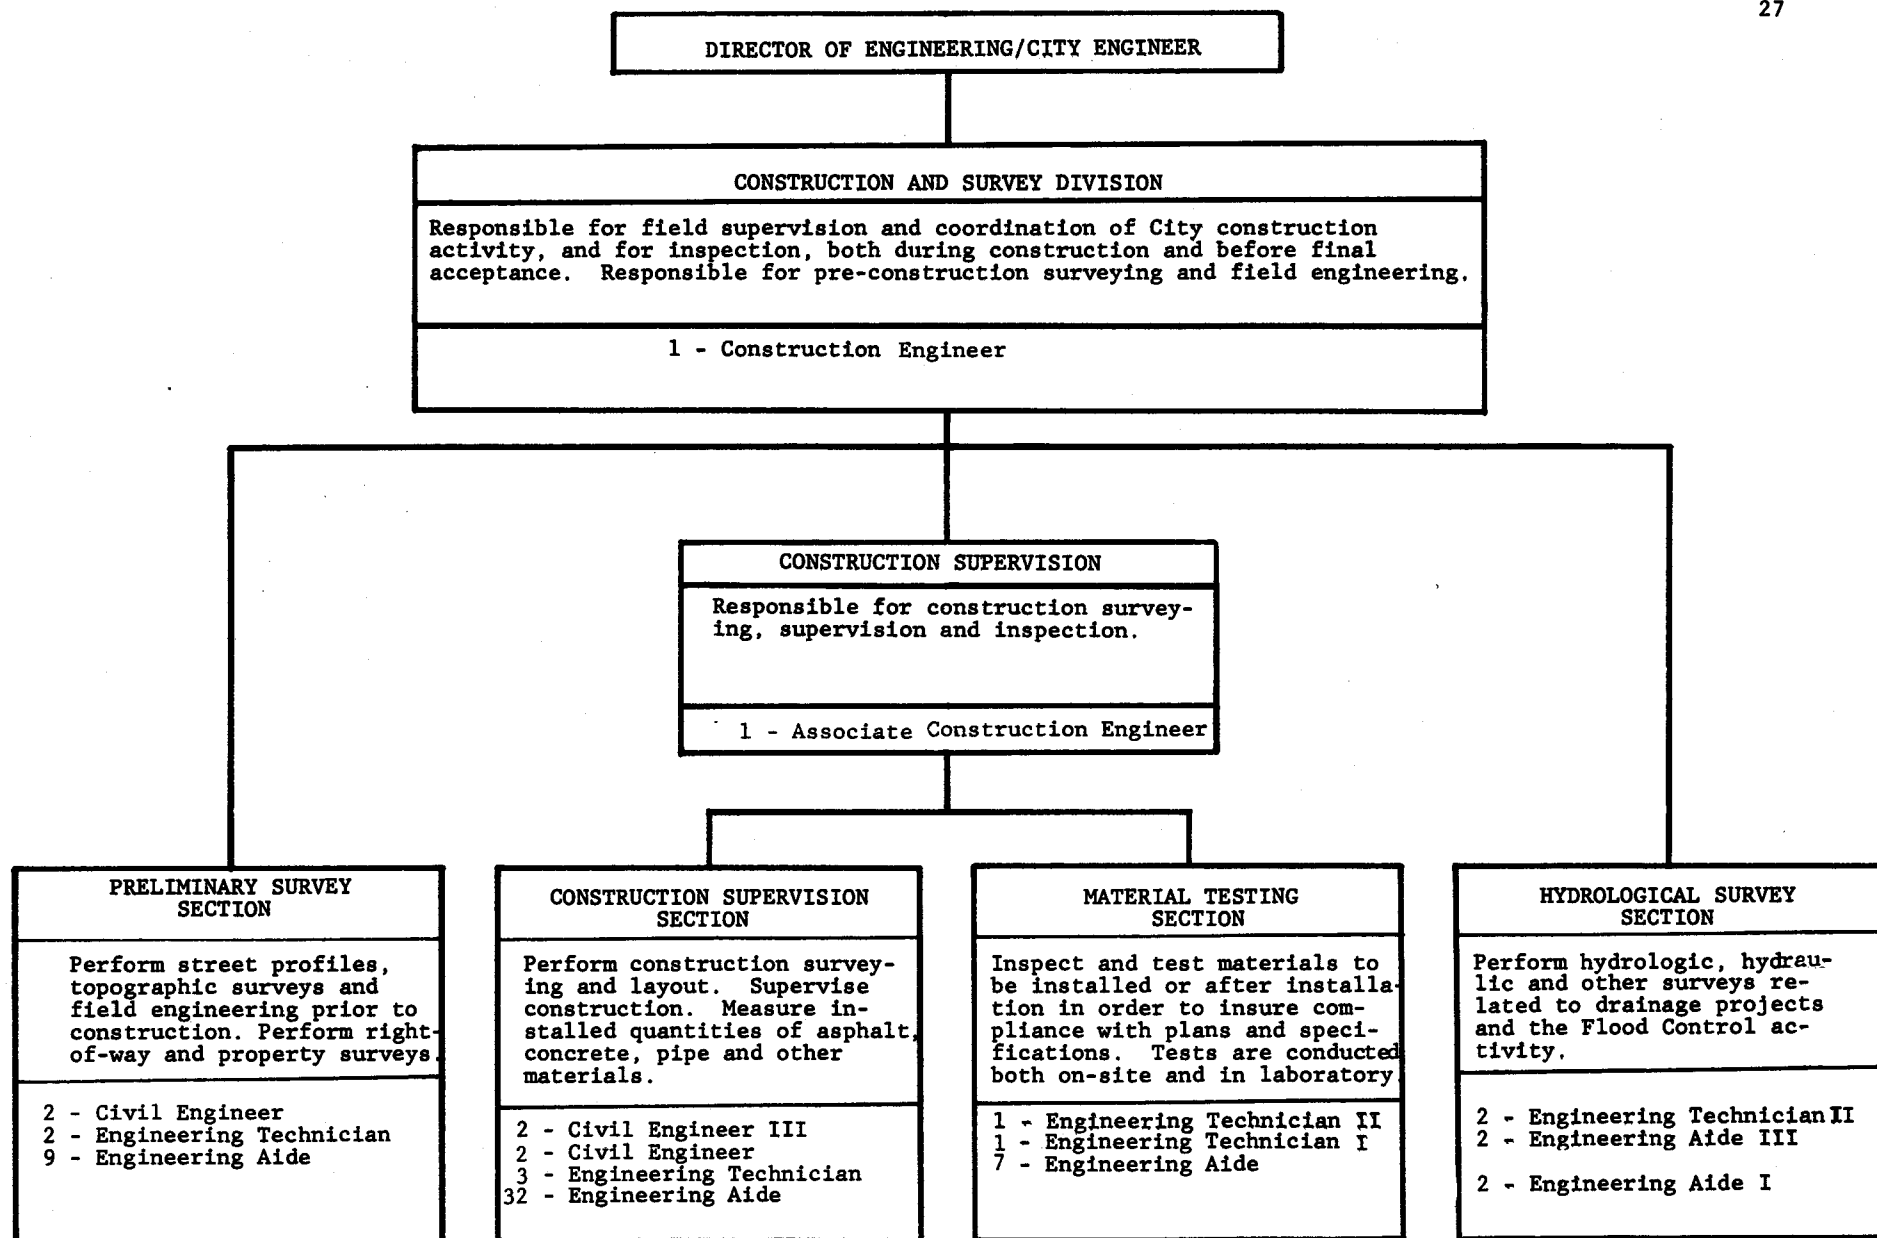 27
DIRECTOR OF ENGINEERING/CITY ENGINEER
CONSTRUCTION AND SURVEY DIVISION
Responsible for field supervision and coordination of City construction
activity, and for inspection, both during construction and before final
acceptance. Responsible for pre-construction surveying and field engineering.
1 - Construction Engineer
CONSTRUCTION SUPERVISION
Responsible for construction survey-
ing, supervision and inspection.
1 - Associate Construction Engineer
PRELIMINARY SURVEY
SECTION
Perform street profiles,
topographic surveys and
field engineering prior to
construction. Perform right-
of-way and property surveys.
2 - Civil Engineer
2 - Engineering Technician
9 - Engineering Aide
CONSTRUCTION SUPERVISION
SECTION
Perform construction survey-
ing and layout. Supervise
construction. Measure in-
stalled quantities of asphalt,
concrete, pipe and other
materials.
2 - Civil Engineer III
2 - Civil Engineer
3 - Engineering Technician
32 - Engineering Aide
MATERIAL TESTING
SECTION
Inspect and test materials to
be installed or after installa-
tion in order to insure com-
pliance with plans and speci-
fications. Tests are conducted
both on-site and in laboratory.
1 - Engineering Technician II
1 - Engineering Technician I
7 - Engineering Aide
HYDROLOGICAL SURVEY
SECTION
Perform hydrologic, hydrau-
lic and other surveys re-
lated to drainage projects
and the Flood Control ac-
tivity.
2 - Engineering Technician II
2 - Engineering Aide III
2 - Engineering Aide I